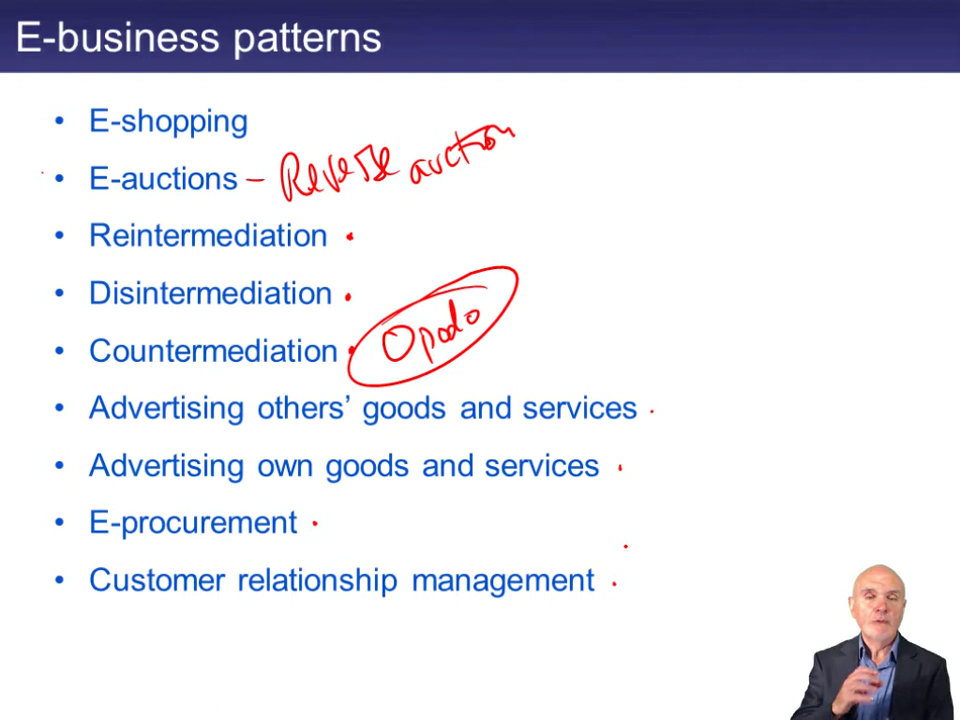 E-business patterns
• E-shopping
• E-auctions – Reverse auction
• Reintermediation
• Disintermediation
• Countermediation Opodo
• Advertising others’ goods and services
• Advertising own goods and services
• E-procurement
• Customer relationship management